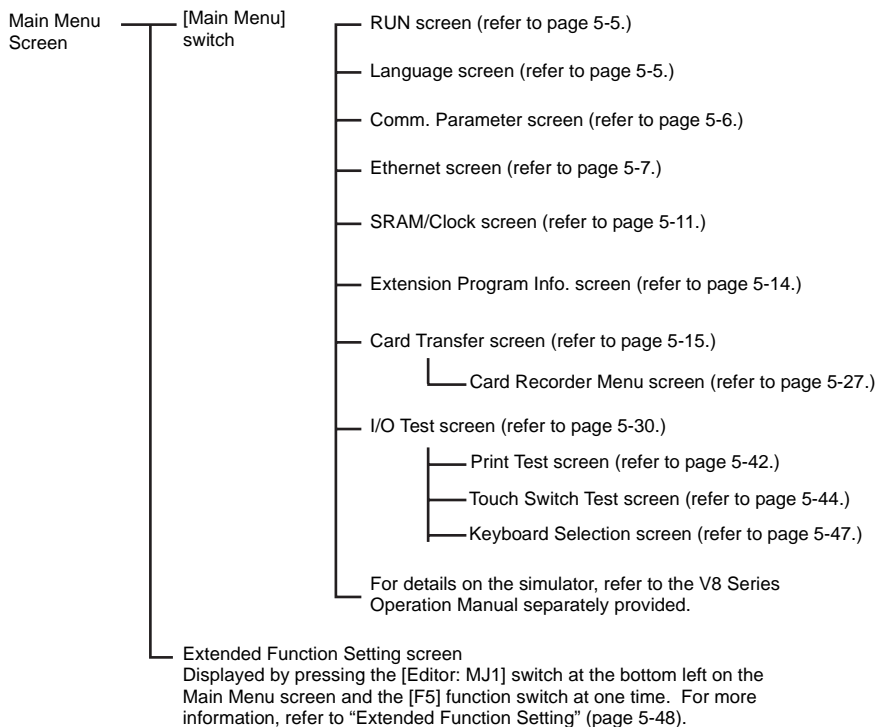 Main Menu
Screen
[Main Menu]
switch
RUN screen (refer to page 5-5.)
Language screen (refer to page 5-5.)
Comm. Parameter screen (refer to page 5-6.)
Ethernet screen (refer to page 5-7.)
SRAM/Clock screen (refer to page 5-11.)
Extension Program Info. screen (refer to page 5-14.)
Card Transfer screen (refer to page 5-15.)
Card Recorder Menu screen (refer to page 5-27.)
I/O Test screen (refer to page 5-30.)
Print Test screen (refer to page 5-42.)
Touch Switch Test screen (refer to page 5-44.)
Keyboard Selection screen (refer to page 5-47.)
For details on the simulator, refer to the V8 Series
Operation Manual separately provided.
Extended Function Setting screen
Displayed by pressing the [Editor: MJ1] switch at the bottom left on the
Main Menu screen and the [F5] function switch at one time.  For more
information, refer to “Extended Function Setting” (page 5-48).